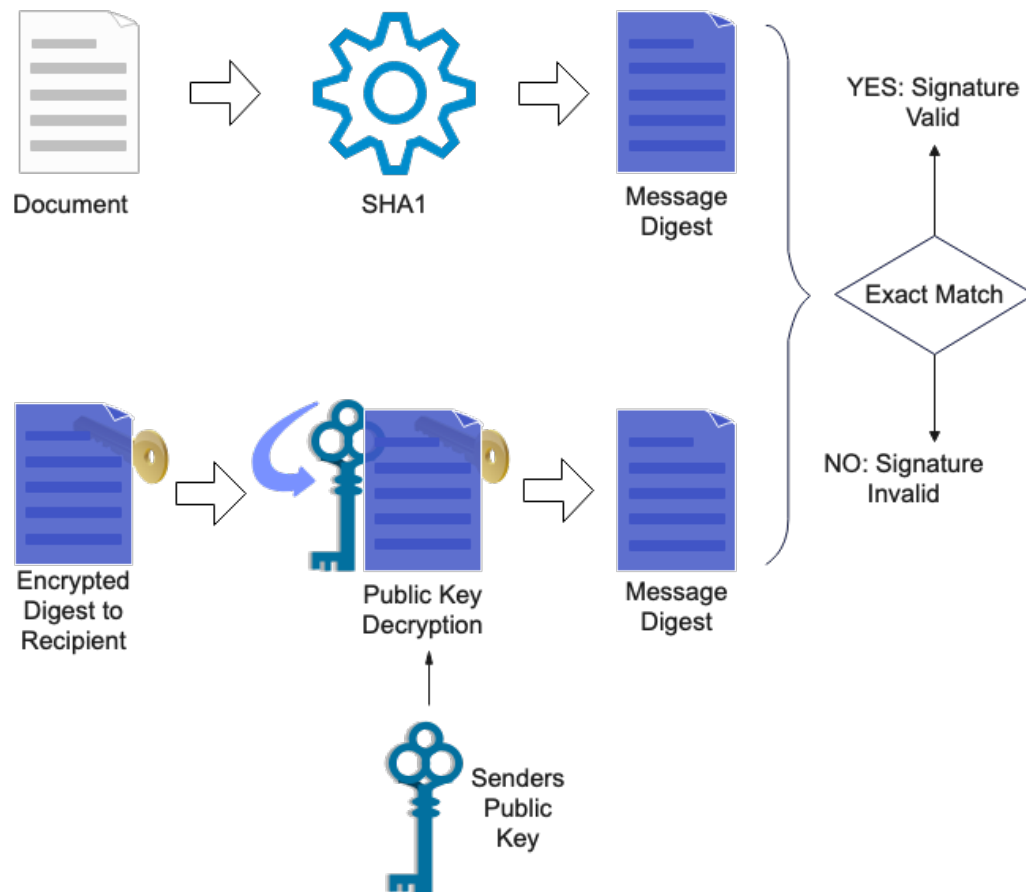 Document
SHA1
Message
Digest
YES: Signature
Valid
Exact Match
NO: Signature
Invalid
Encrypted
Digest to
Recipient
Public Key
Decryption
Message
Digest
Senders
Public
Key